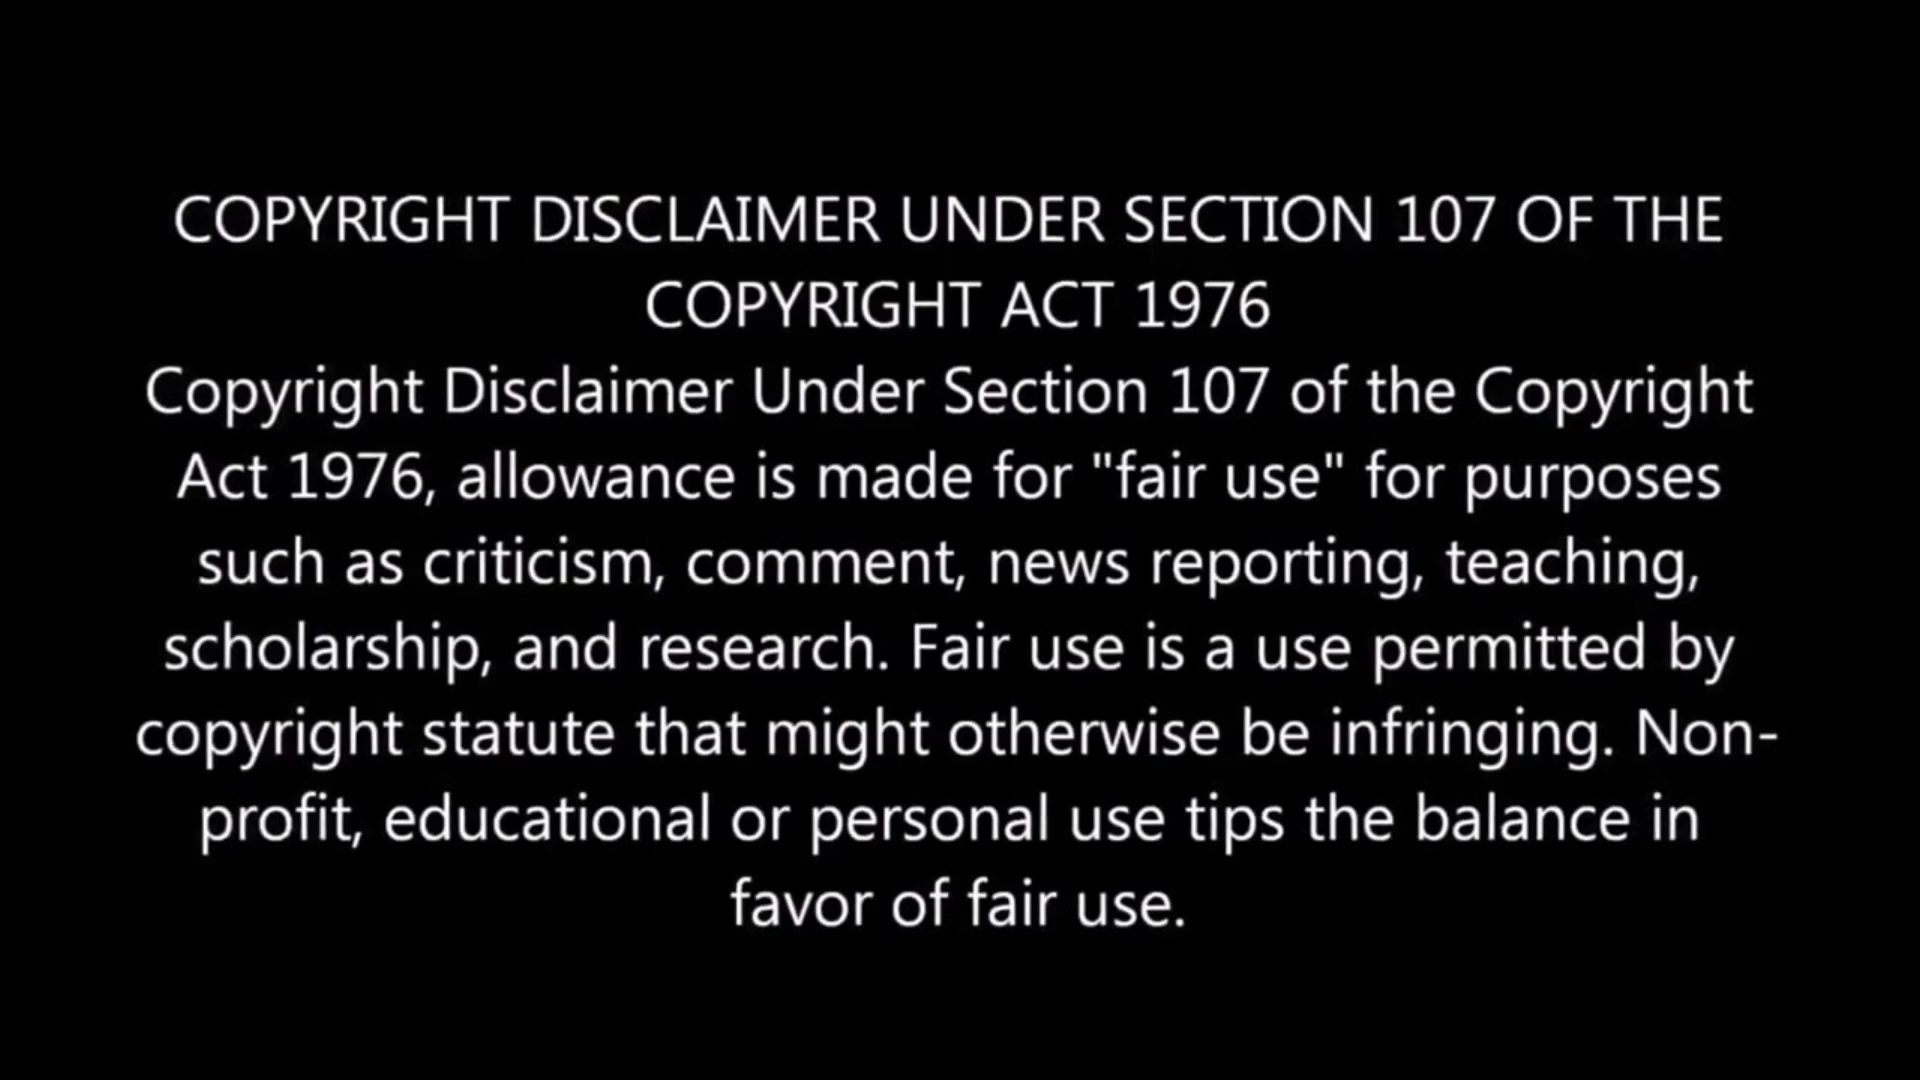 COPYRIGHT DISCLAIMER UNDER SECTION 107 OF THE
COPYRIGHT ACT 1976
Copyright Disclaimer Under Section 107 of the Copyright
Act 1976, allowance is made for "fair use" for purposes
such as criticism, comment, news reporting, teaching,
scholarship, and research. Fair use is a use permitted by
copyright statute that might otherwise be infringing. Non-
profit, educational or personal use tips the balance in
favor of fair use.